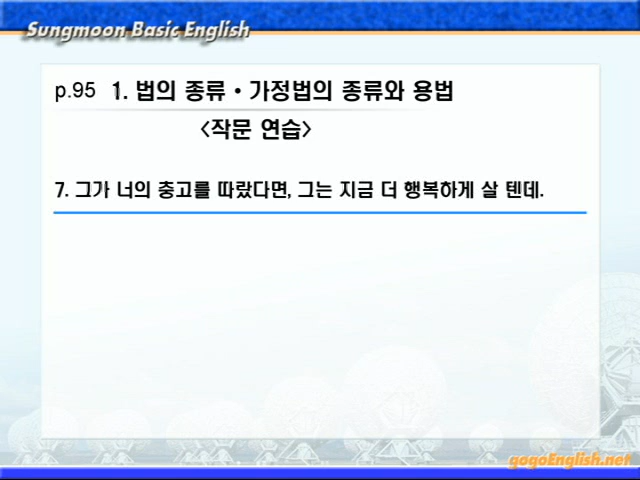 Sungmoon Basic English
p.95 1. 법의 종류 • 가정법의 종류와 용법
<작문 연습>
7. 그가 너의 충고를 따랐다면, 그는 지금 더 행복하게 살 텐데.
gogoEnglish.net